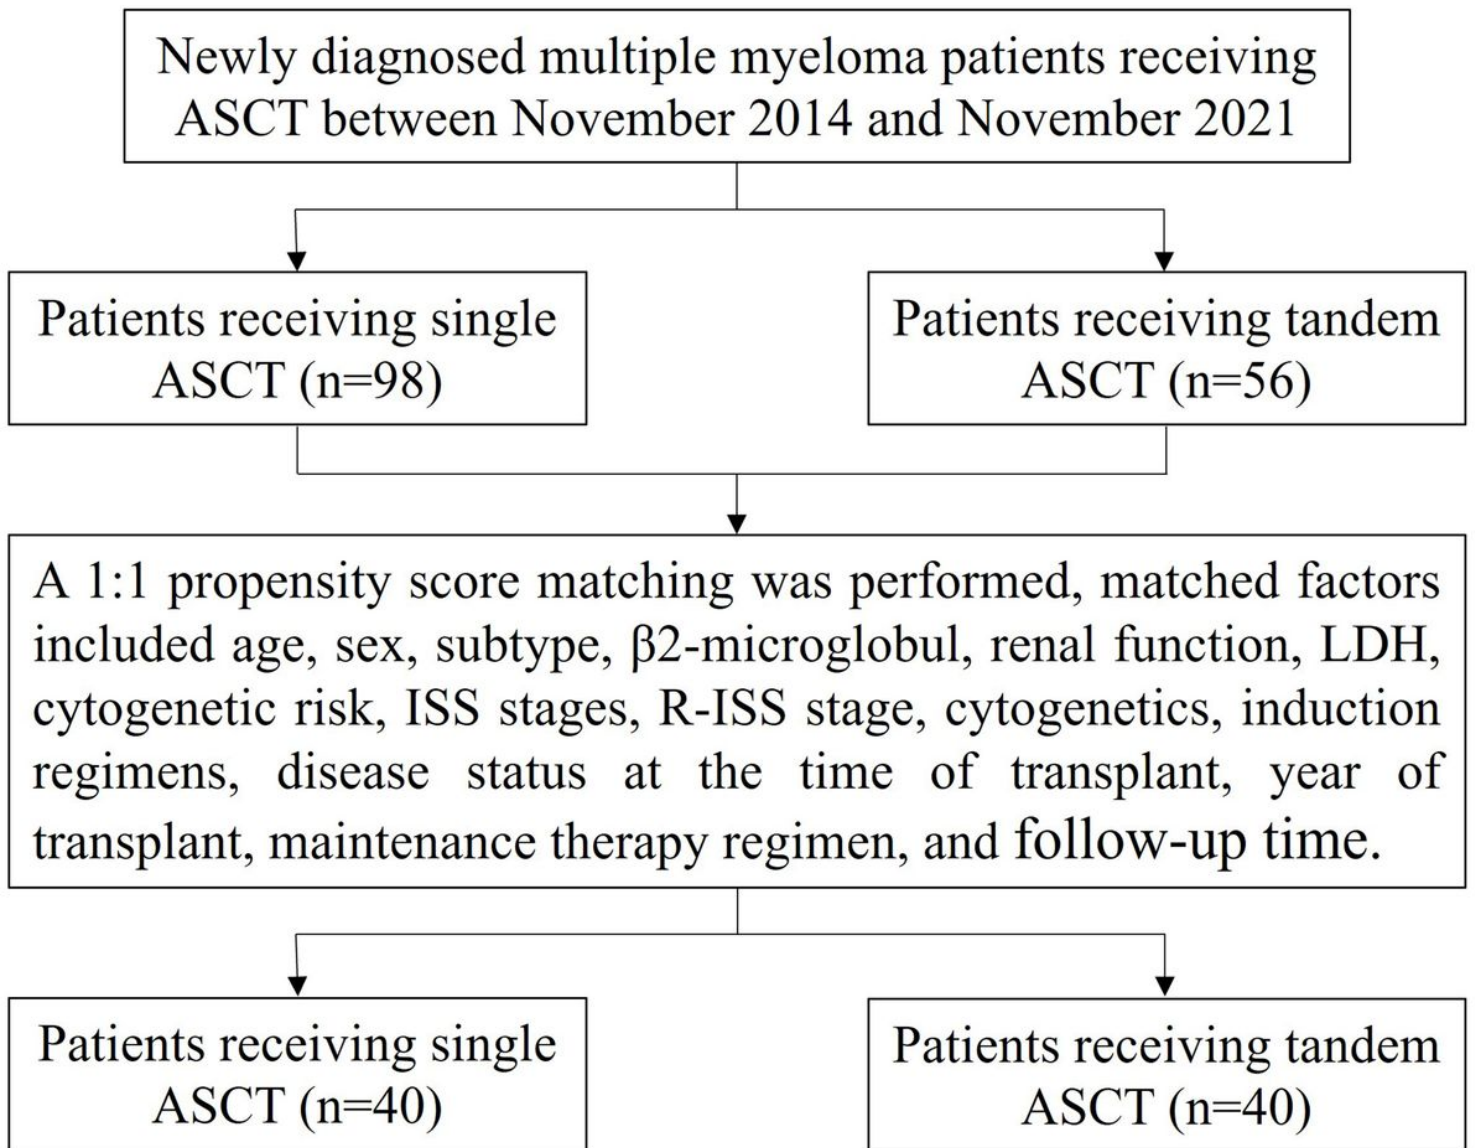 Newly diagnosed multiple myeloma patients receiving
ASCT between November 2014 and November 2021
Patients receiving single
ASCT (n=98)
Patients receiving tandem
ASCT (n=56)
A 1:1 propensity score matching was performed, matched factors
included age, sex, subtype, β2-microglobul, renal function, LDH,
cytogenetic risk, ISS stages, R-ISS stage, cytogenetics, induction
regimens, disease status at the time of transplant, year of
transplant, maintenance therapy regimen, and follow-up time.
Patients receiving single
ASCT (n=40)
Patients receiving tandem
ASCT (n=40)